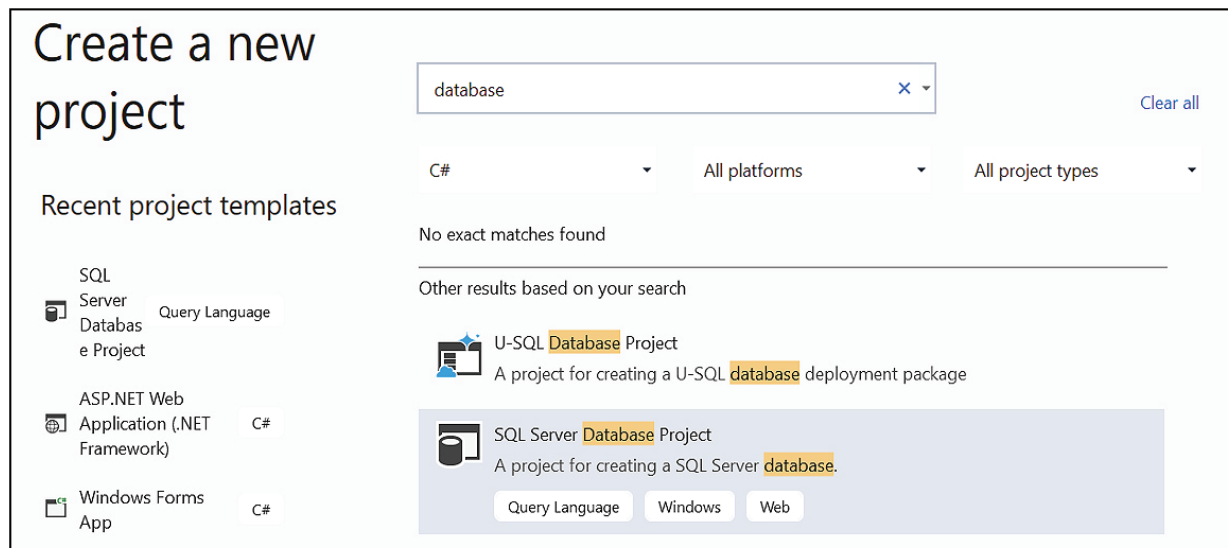 Create a new
project
database
Clear all
C#
All platforms
All project types
Recent project templates
SQL
Server
Databas
e Project
Query Language
ASP.NET Web
Application (.NET
Framework)
C#
Windows Forms
App
C#
No exact matches found
Other results based on your search
U-SQL Database Project
A project for creating a U-SQL database deployment package
SQL Server Database Project
A project for creating a SQL Server database.
Query Language
Windows
Web